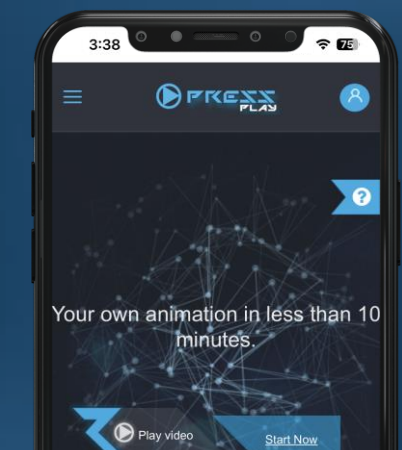 3:38
75
PRESS
PLAY
?
Your own animation in less than 10
minutes.
Play video
Start Now